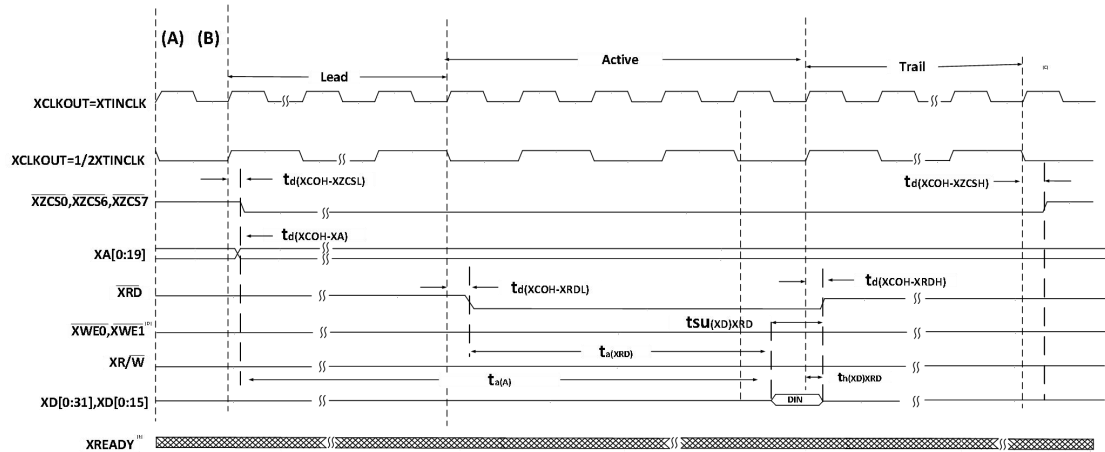 (A) (B)
Lead
Active
Trail
[C]
XCLKOUT=XTINCLK
XCLKOUT=1/2XTINCLK
td(XCOH-XZCSL)
td(XCOH-XZCSH)
XZCS0,XZCS6,XZCS7
td(XCOH-XA)
XA[0:19]
td(XCOH-XRDL)
td(XCOH-XRDH)
XRD
tsu(XD)XRD
XWE0,XWE1[D]
ta(XRD)
XR/W
ta(A)
th(XD)XRD
XD[0:31],XD[0:15]
DIN
XREADY